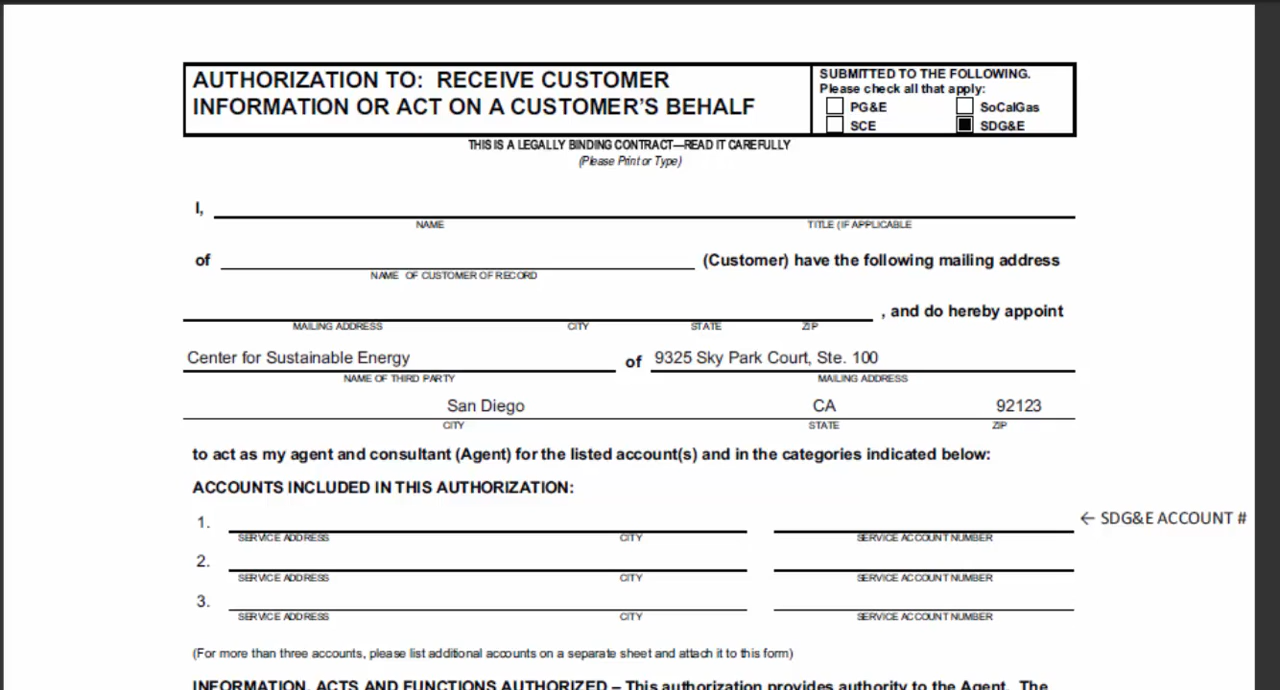 AUTHORIZATION TO: RECEIVE CUSTOMER
INFORMATION OR ACT ON A CUSTOMER'S BEHALF
SUBMITTED TO THE FOLLOWING.
Please check all that apply:
PG&E SoCalGas
SCE SDG&E
THIS IS A LEGALLY BINDING CONTRACT—READ IT CAREFULLY
(Please Print or Type)
I,
NAME TITLE (IF APPLICABLE
of (Customer) have the following mailing address
NAME OF CUSTOMER OF RECORD
, and do hereby appoint
MAILING ADDRESS CITY STATE ZIP
Center for Sustainable Energy of 9325 Sky Park Court, Ste. 100
NAME OF THIRD PARTY MAILING ADDRESS
San Diego CA 92123
CITY STATE ZIP
to act as my agent and consultant (Agent) for the listed account(s) and in the categories indicated below:
ACCOUNTS INCLUDED IN THIS AUTHORIZATION:
1. ← SDG&E ACCOUNT #
SERVICE ADDRESS CITY SERVICE ACCOUNT NUMBER
2.
SERVICE ADDRESS CITY SERVICE ACCOUNT NUMBER
3.
SERVICE ADDRESS CITY SERVICE ACCOUNT NUMBER
(For more than three accounts, please list additional accounts on a separate sheet and attach it to this form)
INFORMATION, ACTS AND FUNCTIONS AUTHORIZED – This authorization provides authority to the Agent. The